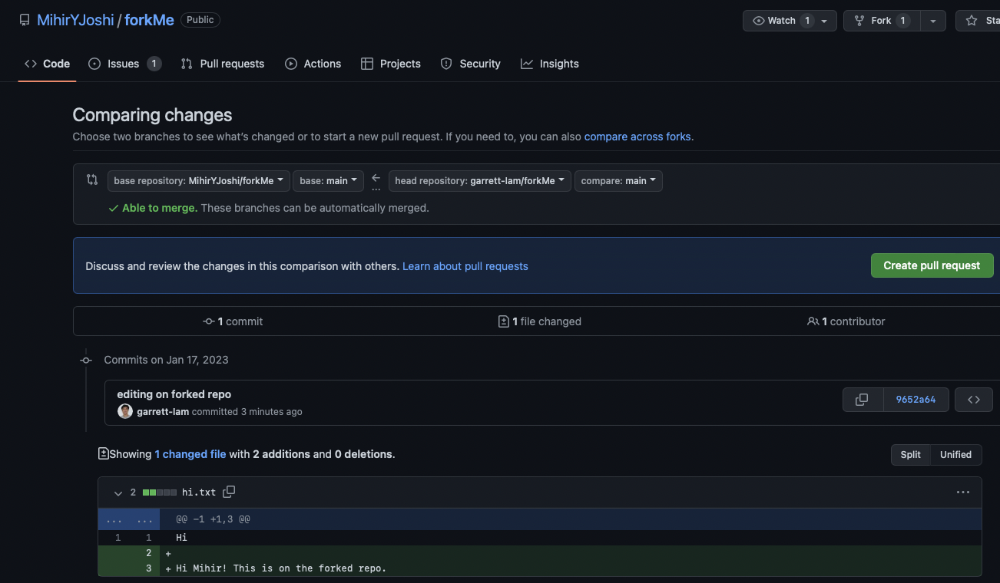 MihirYJoshi / forkMe Public Watch 1 Fork 1 Sta
Code Issues 1 Pull requests Actions Projects Security Insights
Comparing changes
Choose two branches to see what's changed or to start a new pull request. If you need to, you can also compare across forks.
base repository: MihirYJoshi/forkMe base: main ← ... head repository: garrett-lam/forkMe compare: main
✓ Able to merge. These branches can be automatically merged.
Discuss and review the changes in this comparison with others. Learn about pull requests Create pull request
1 commit 1 file changed 1 contributor
Commits on Jan 17, 2023
editing on forked repo
garrett-lam committed 3 minutes ago 9652a64 <>
Showing 1 changed file with 2 additions and 0 deletions. Split Unified
2 hi.txt ...
... ... @@ -1 +1,3 @@
1 1 Hi
2 +
3 + Hi Mihir! This is on the forked repo.